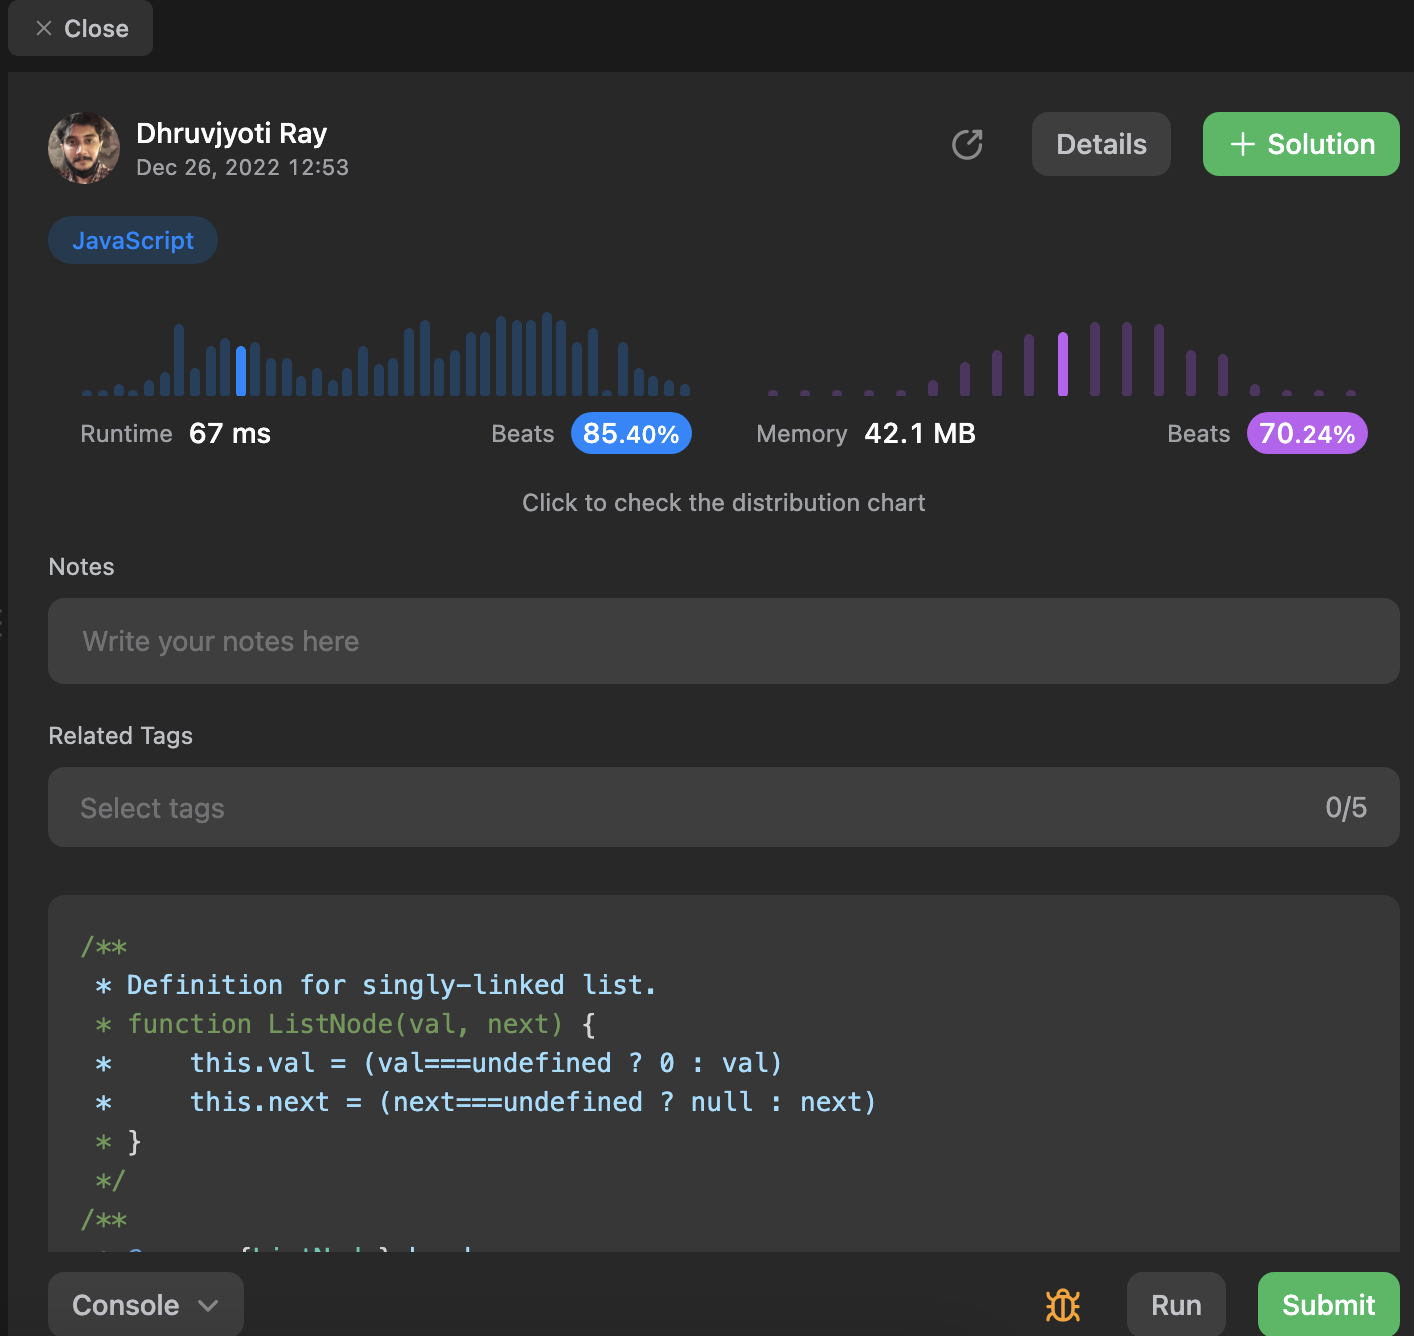 Close
Dhruvjyoti Ray
Dec 26, 2022 12:53
Details
+ Solution
JavaScript
Runtime 67 ms Beats 85.40%
Memory 42.1 MB Beats 70.24%
Click to check the distribution chart
Notes
Write your notes here
Related Tags
Select tags 0/5
/**
 * Definition for singly-linked list.
 * function ListNode(val, next) {
 *     this.val = (val===undefined ? 0 : val)
 *     this.next = (next===undefined ? null : next)
 * }
 */
/**
Console
Run
Submit